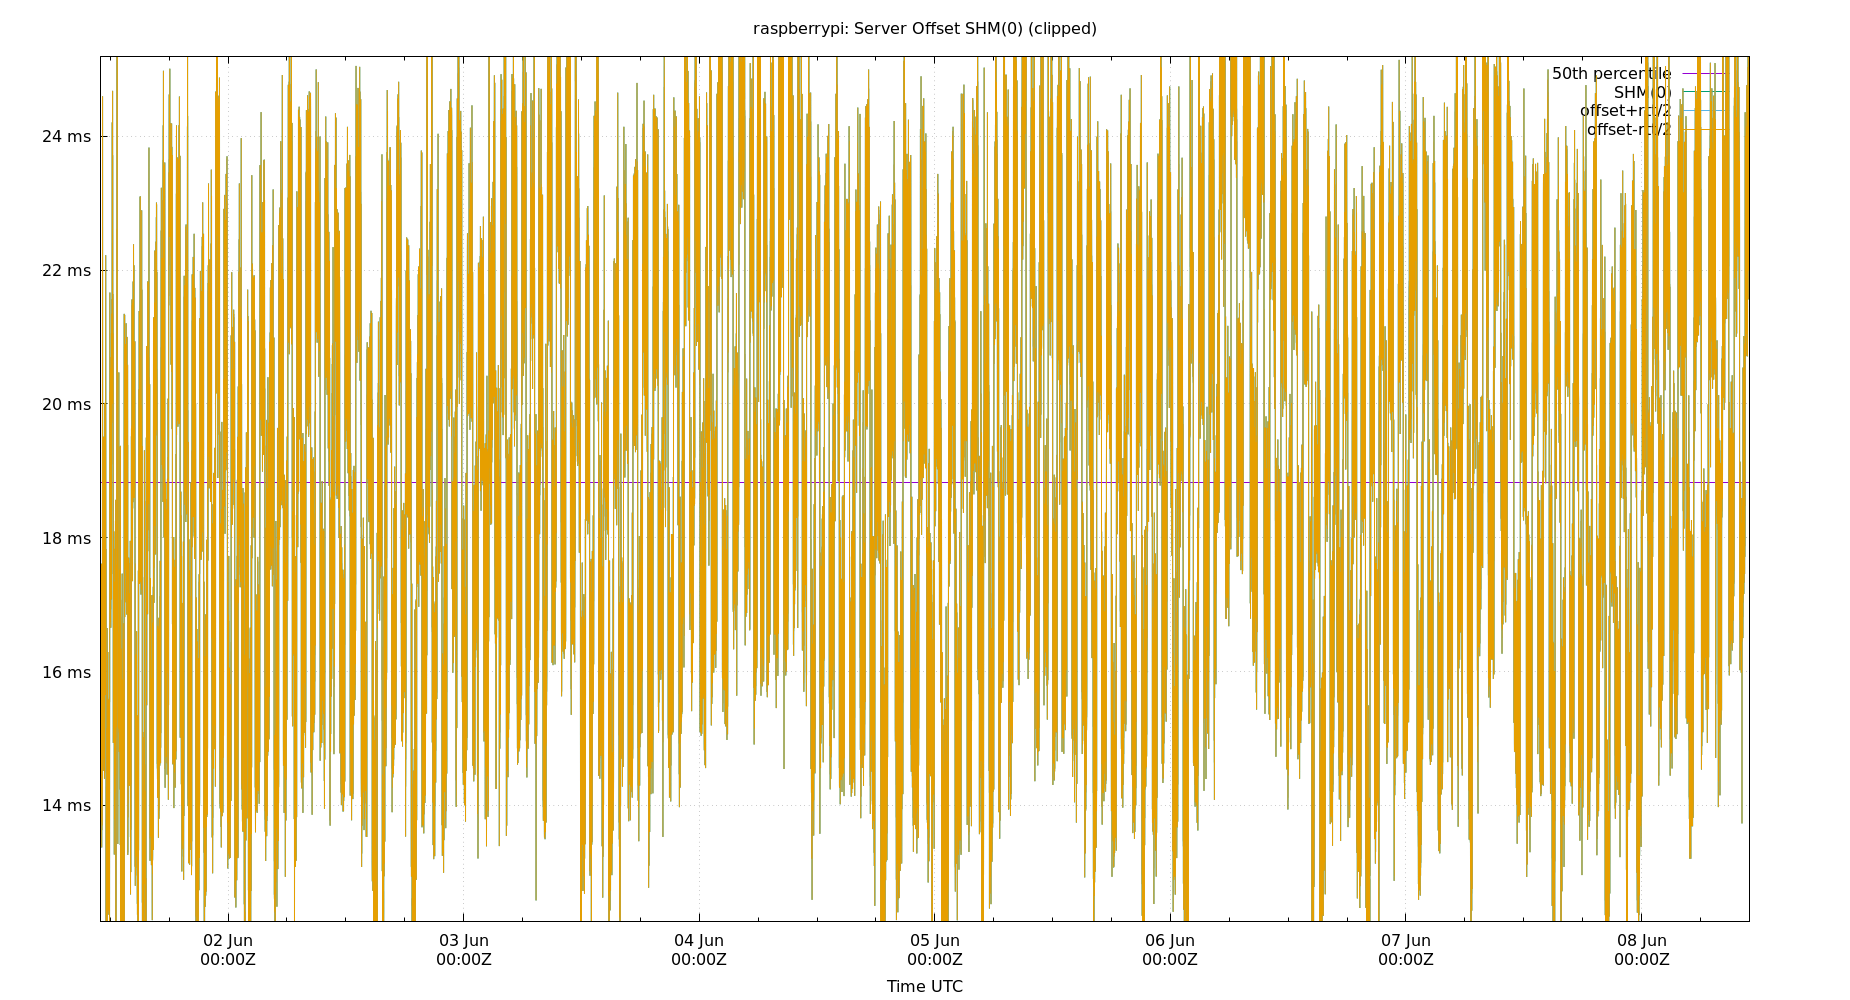 raspberrypi: Server Offset SHM(0) (clipped)
50th percentile
SHM(0)
offset+rtt/2
offset-rtt/2
24 ms
22 ms
20 ms
18 ms
16 ms
14 ms
02 Jun 03 Jun 04 Jun 05 Jun 06 Jun 07 Jun 08 Jun
00:00Z 00:00Z 00:00Z 00:00Z 00:00Z 00:00Z 00:00Z
Time UTC